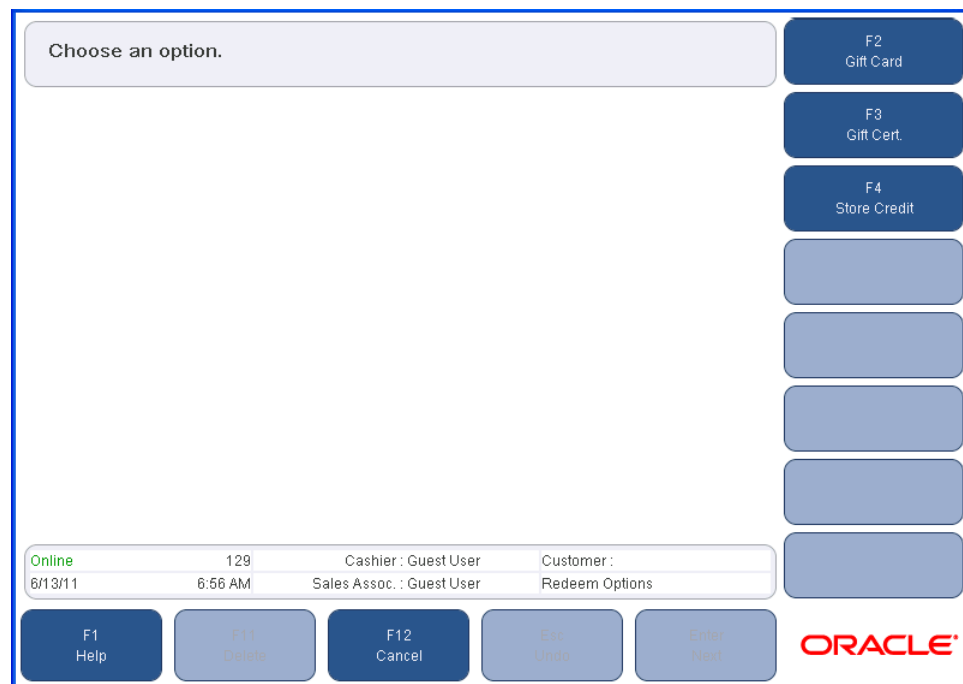 Choose an option.
F2
Gift Card
F3
Gift Cert.
F4
Store Credit
Online 129 Cashier : Guest User Customer :
6/13/11 6:56 AM Sales Assoc. : Guest User Redeem Options
F1
Help
F11
Delete
F12
Cancel
Esc
Undo
Enter
Next
ORACLE